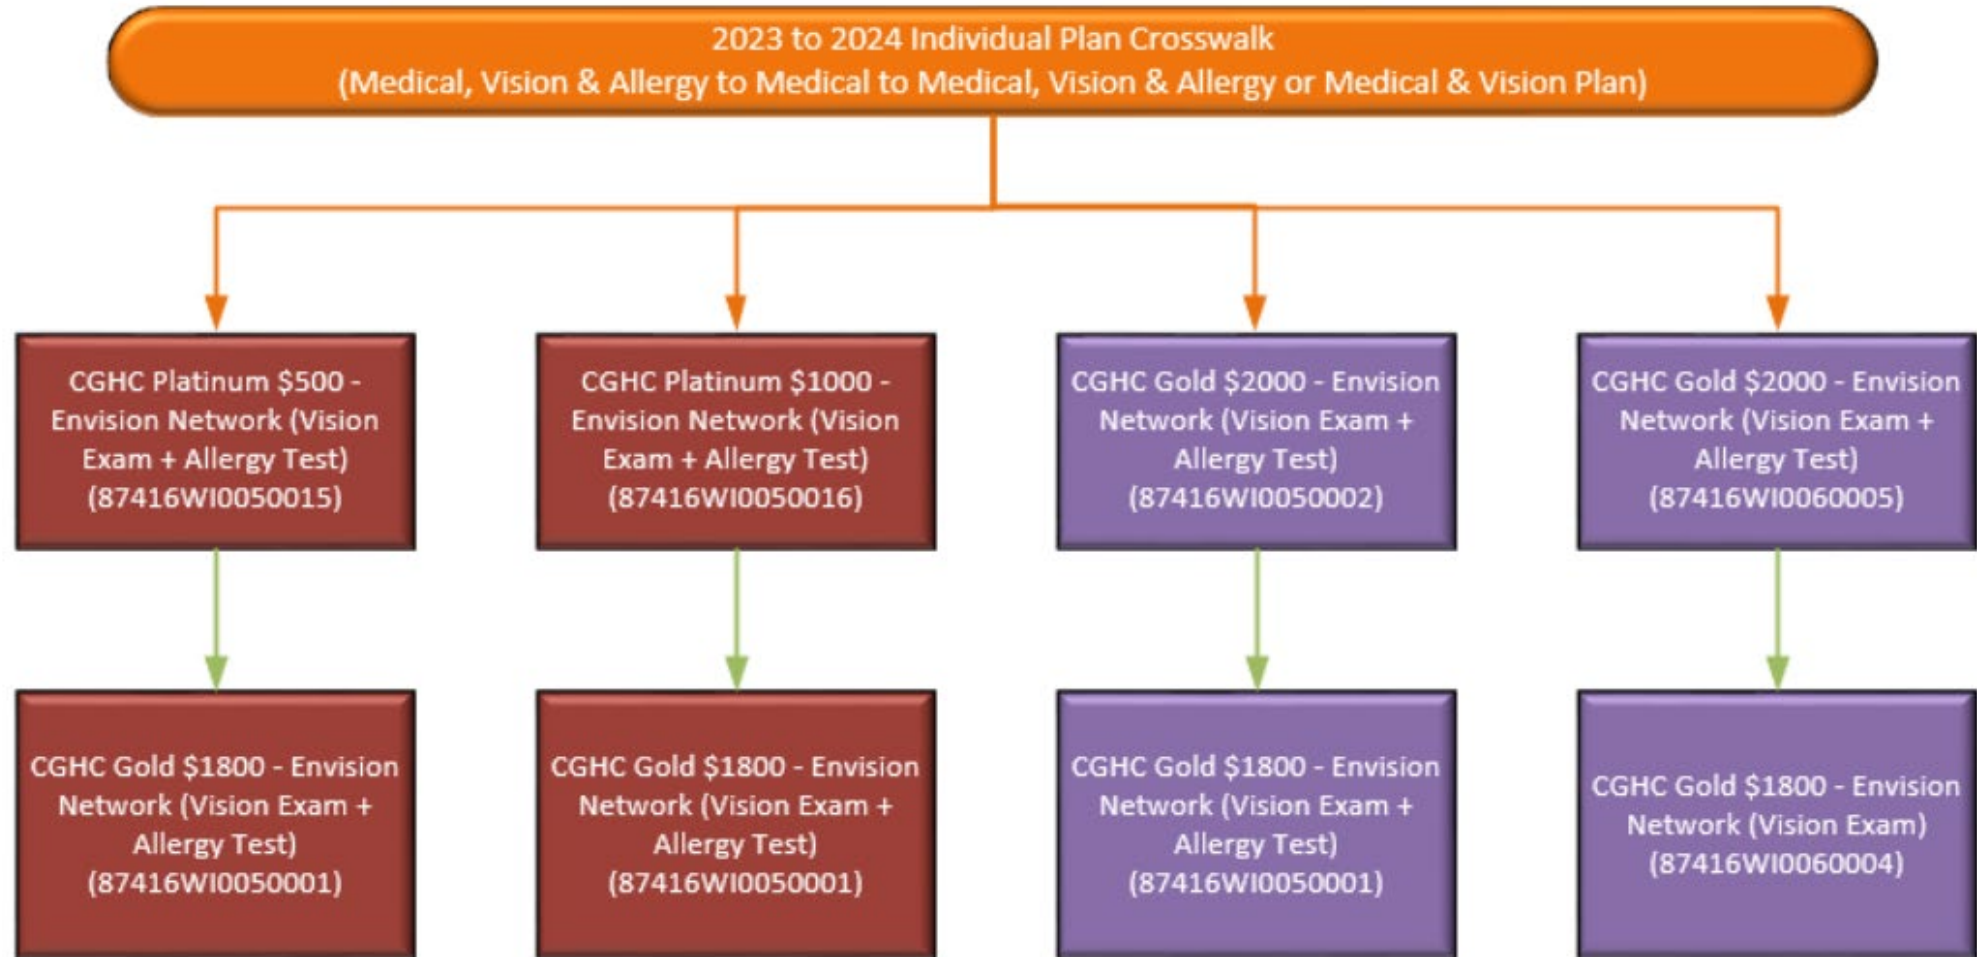 2023 to 2024 Individual Plan Crosswalk
(Medical, Vision & Allergy to Medical to Medical, Vision & Allergy or Medical & Vision Plan)
CGHC Platinum $500 -
Envision Network (Vision
Exam + Allergy Test)
(87416WI0050015)
CGHC Platinum $1000 -
Envision Network (Vision
Exam + Allergy Test)
(87416WI0050016)
CGHC Gold $2000 - Envision
Network (Vision Exam +
Allergy Test)
(87416WI0050002)
CGHC Gold $2000 - Envision
Network (Vision Exam +
Allergy Test)
(87416WI0060005)
CGHC Gold $1800 - Envision
Network (Vision Exam +
Allergy Test)
(87416WI0050001)
CGHC Gold $1800 - Envision
Network (Vision Exam +
Allergy Test)
(87416WI0050001)
CGHC Gold $1800 - Envision
Network (Vision Exam +
Allergy Test)
(87416WI0050001)
CGHC Gold $1800 - Envision
Network (Vision Exam)
(87416WI0060004)